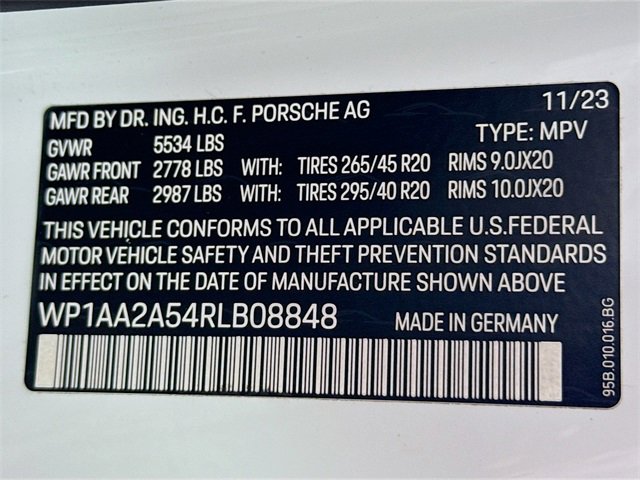 MFD BY DR. ING. H.C. F. PORSCHE AG 11/23
GVWR 5534 LBS TYPE: MPV
GAWR FRONT 2778 LBS WITH: TIRES 265/45 R20 RIMS 9.0JX20
GAWR REAR 2987 LBS WITH: TIRES 295/40 R20 RIMS 10.0JX20
THIS VEHICLE CONFORMS TO ALL APPLICABLE U.S.FEDERAL
MOTOR VEHICLE SAFETY AND THEFT PREVENTION STANDARDS
IN EFFECT ON THE DATE OF MANUFACTURE SHOWN ABOVE
WP1AA2A54RLB08848 MADE IN GERMANY
95B.010.016.BG